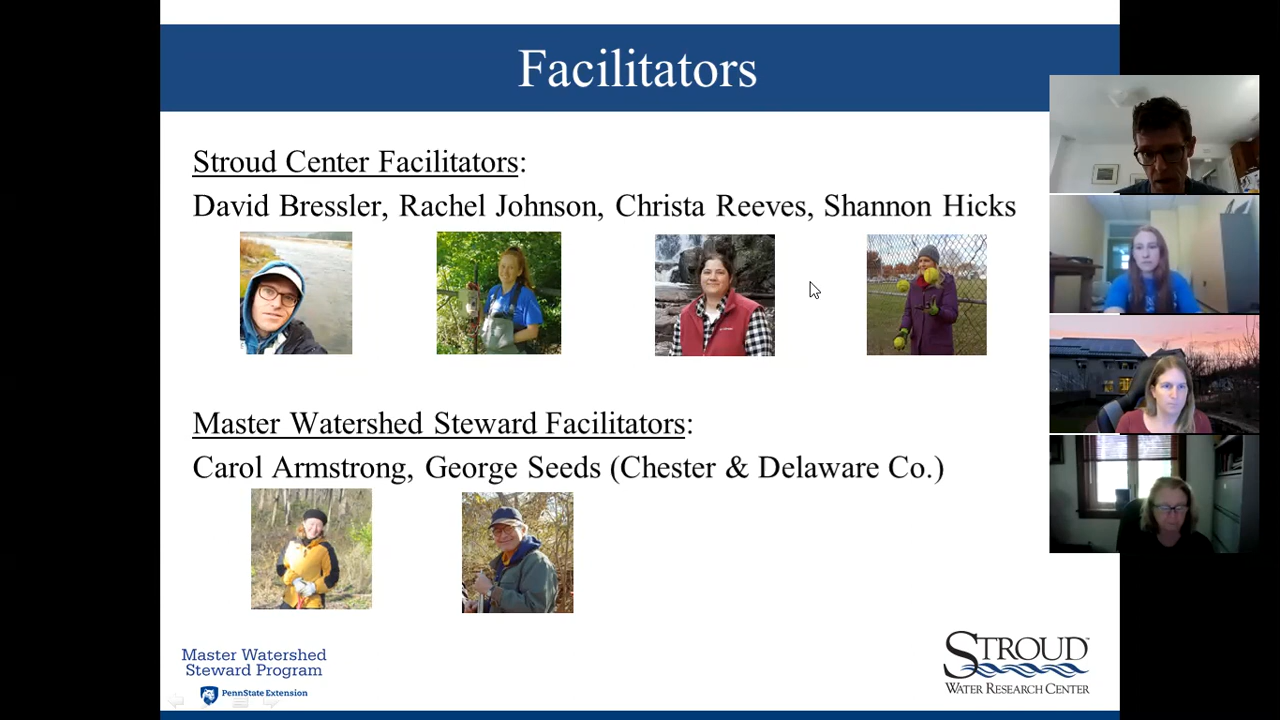 Facilitators
Stroud Center Facilitators:
David Bressler, Rachel Johnson, Christa Reeves, Shannon Hicks
Master Watershed Steward Facilitators:
Carol Armstrong, George Seeds (Chester & Delaware Co.)
Master Watershed
Steward Program
PennState Extension
STROUD™
WATER RESEARCH CENTER